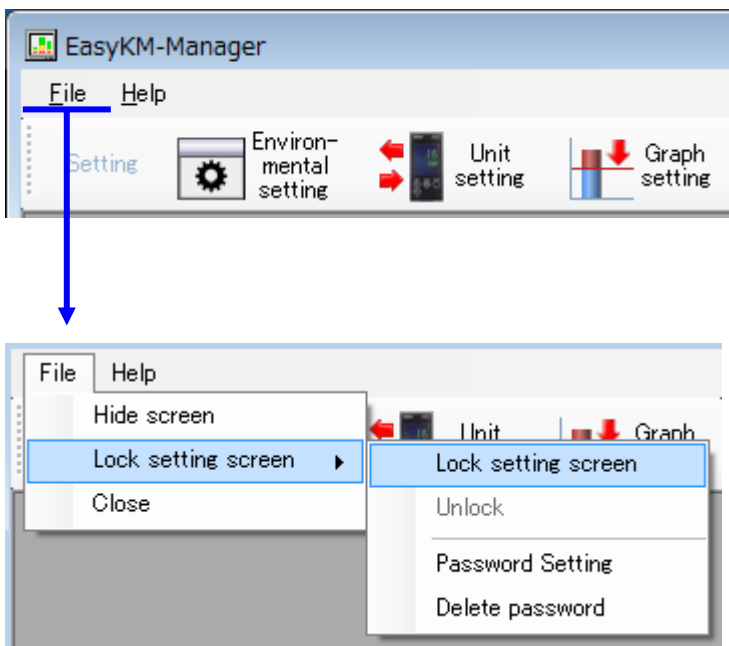 EasyKM-Manager
File Help
Setting
Environ-
mental
setting
Unit
setting
Graph
setting
File Help
Hide screen
Unit
Graph
Lock setting screen
Lock setting screen
Close
Unlock
Password Setting
Delete password